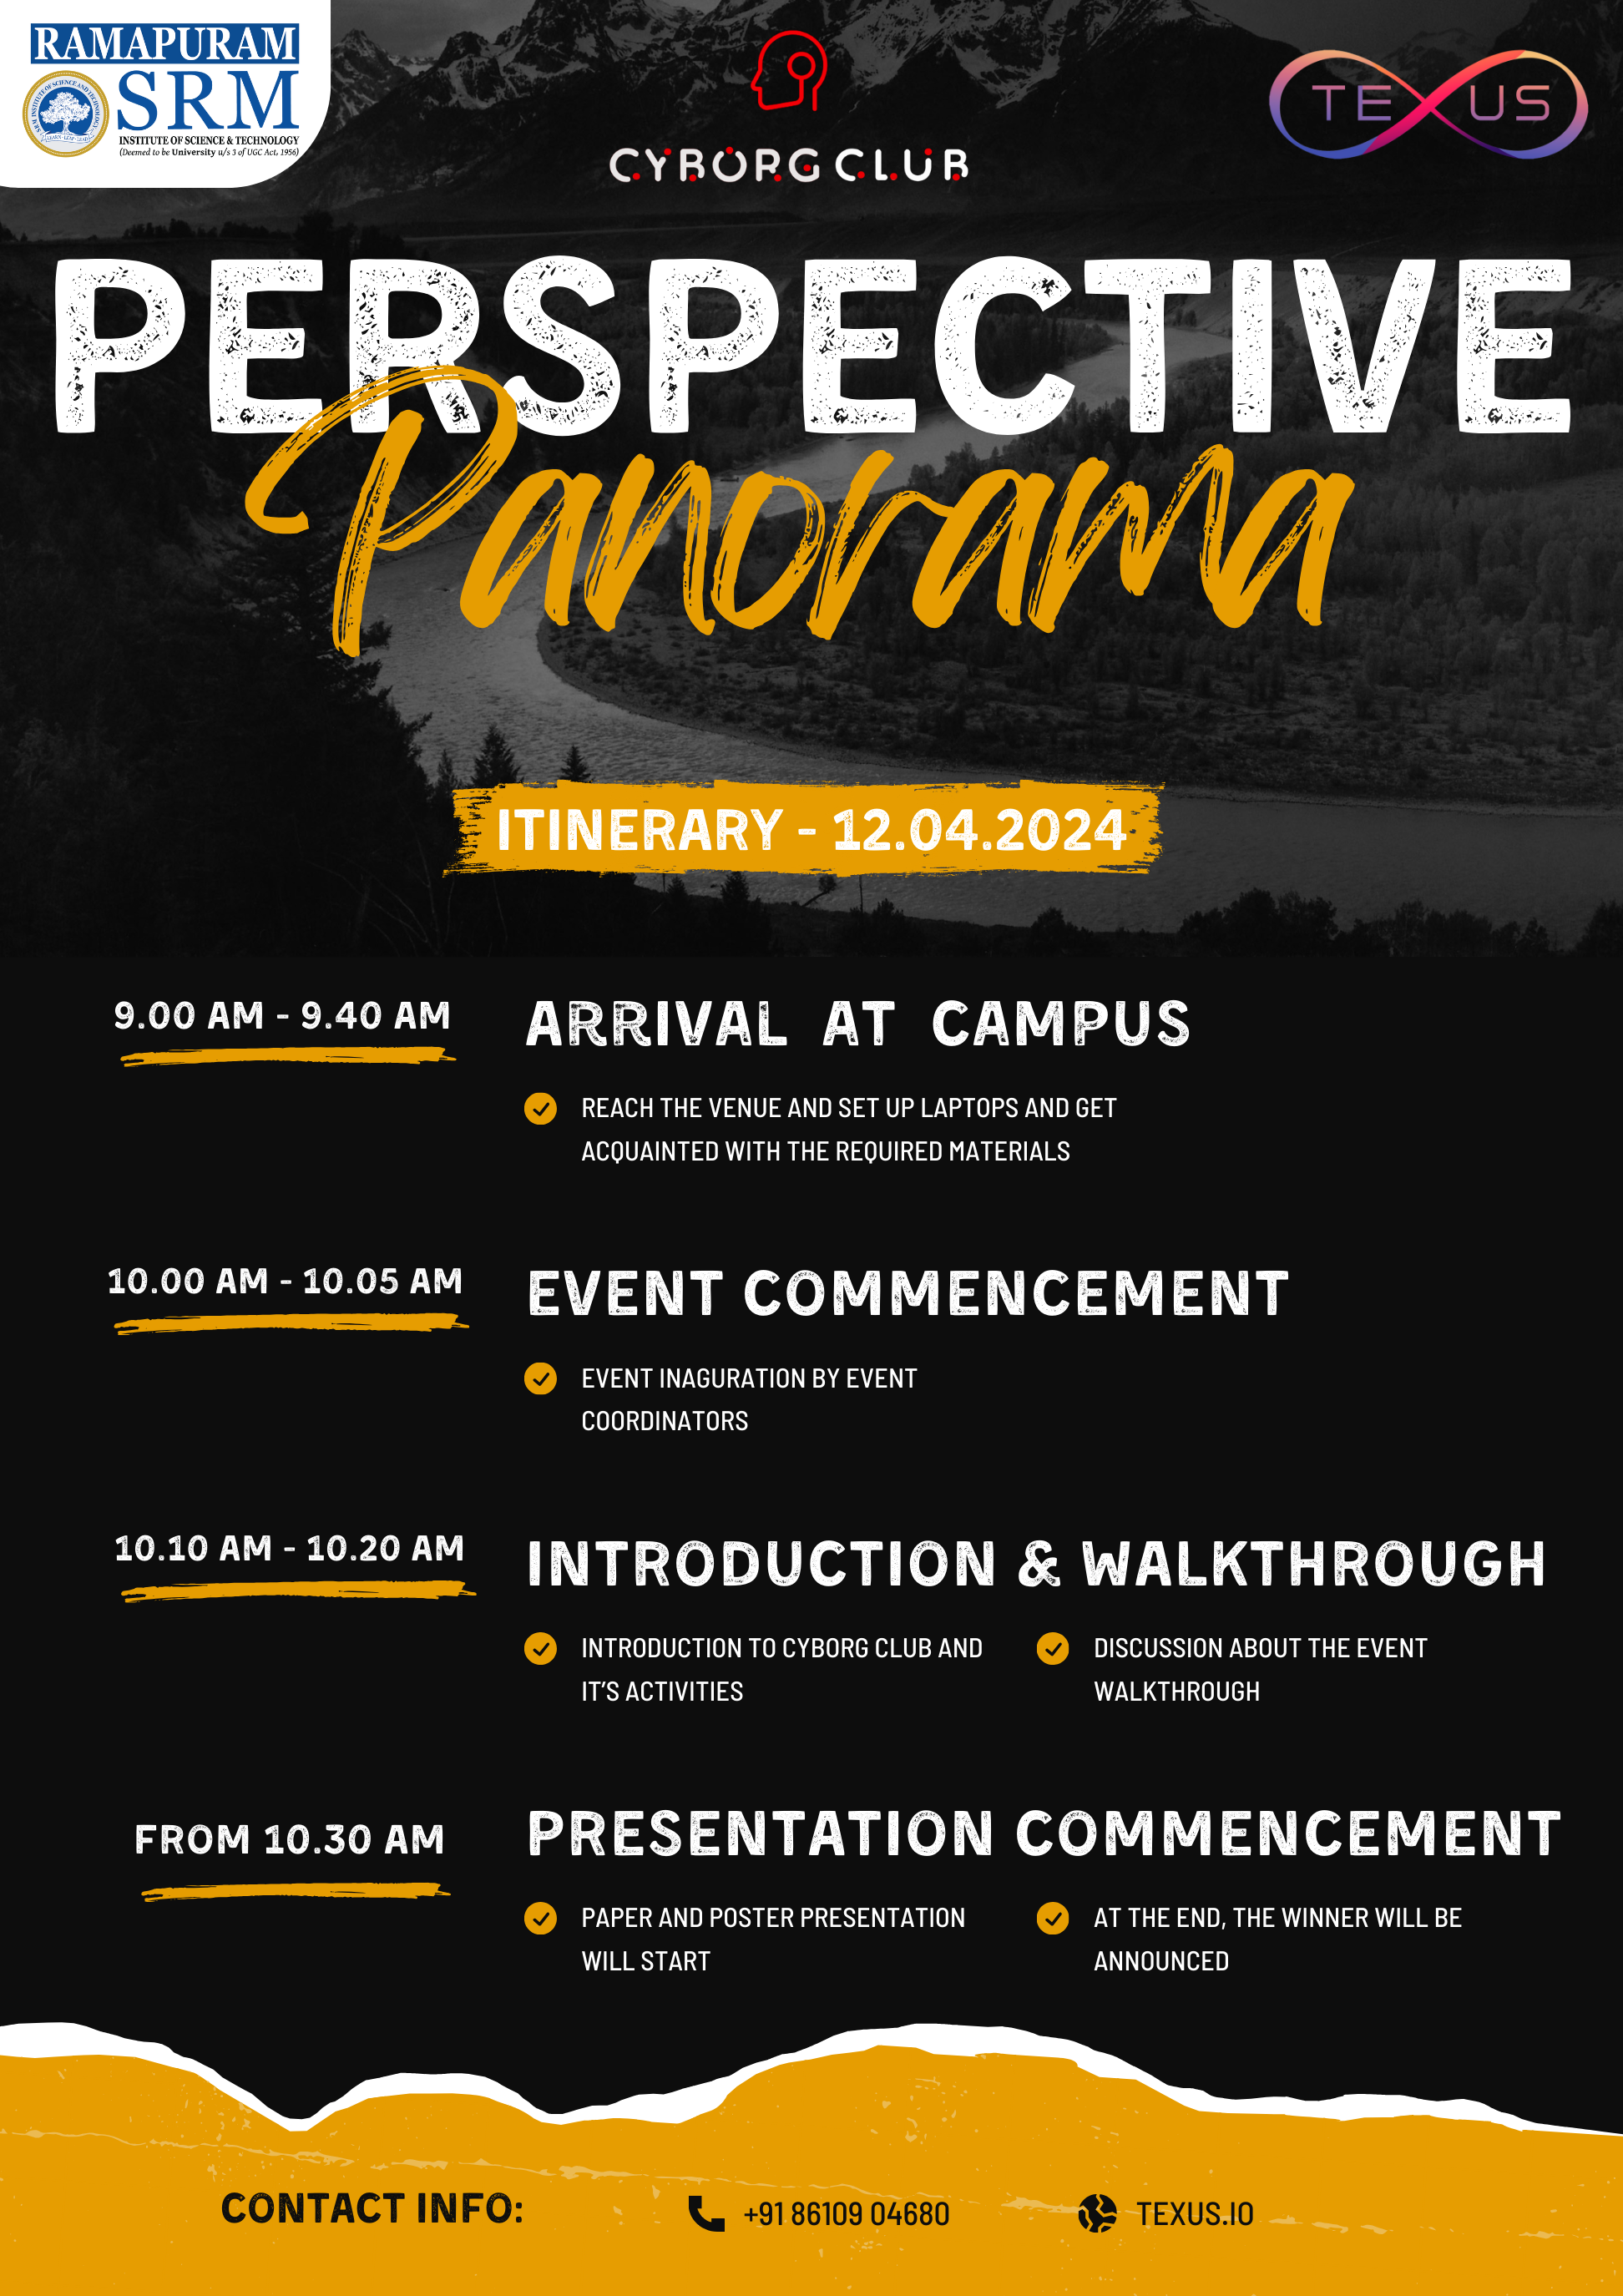 RAMAPURAM
SRM
INSTITUTE OF SCIENCE & TECHNOLOGY
(Deemed to be University u/s 3 of UGC Act, 1956)
CYBORG CLUB
TEXUS
PERSPECTIVE
Panorama
ITINERARY - 12.04.2024
9.00 AM - 9.40 AM
ARRIVAL AT CAMPUS
REACH THE VENUE AND SET UP LAPTOPS AND GET
ACQUAINTED WITH THE REQUIRED MATERIALS
10.00 AM - 10.05 AM
EVENT COMMENCEMENT
EVENT INAGURATION BY EVENT
COORDINATORS
10.10 AM - 10.20 AM
INTRODUCTION & WALKTHROUGH
INTRODUCTION TO CYBORG CLUB AND
IT'S ACTIVITIES
DISCUSSION ABOUT THE EVENT
WALKTHROUGH
FROM 10.30 AM
PRESENTATION COMMENCEMENT
PAPER AND POSTER PRESENTATION
WILL START
AT THE END, THE WINNER WILL BE
ANNOUNCED
CONTACT INFO:
+91 86109 04680
TEXUS.IO